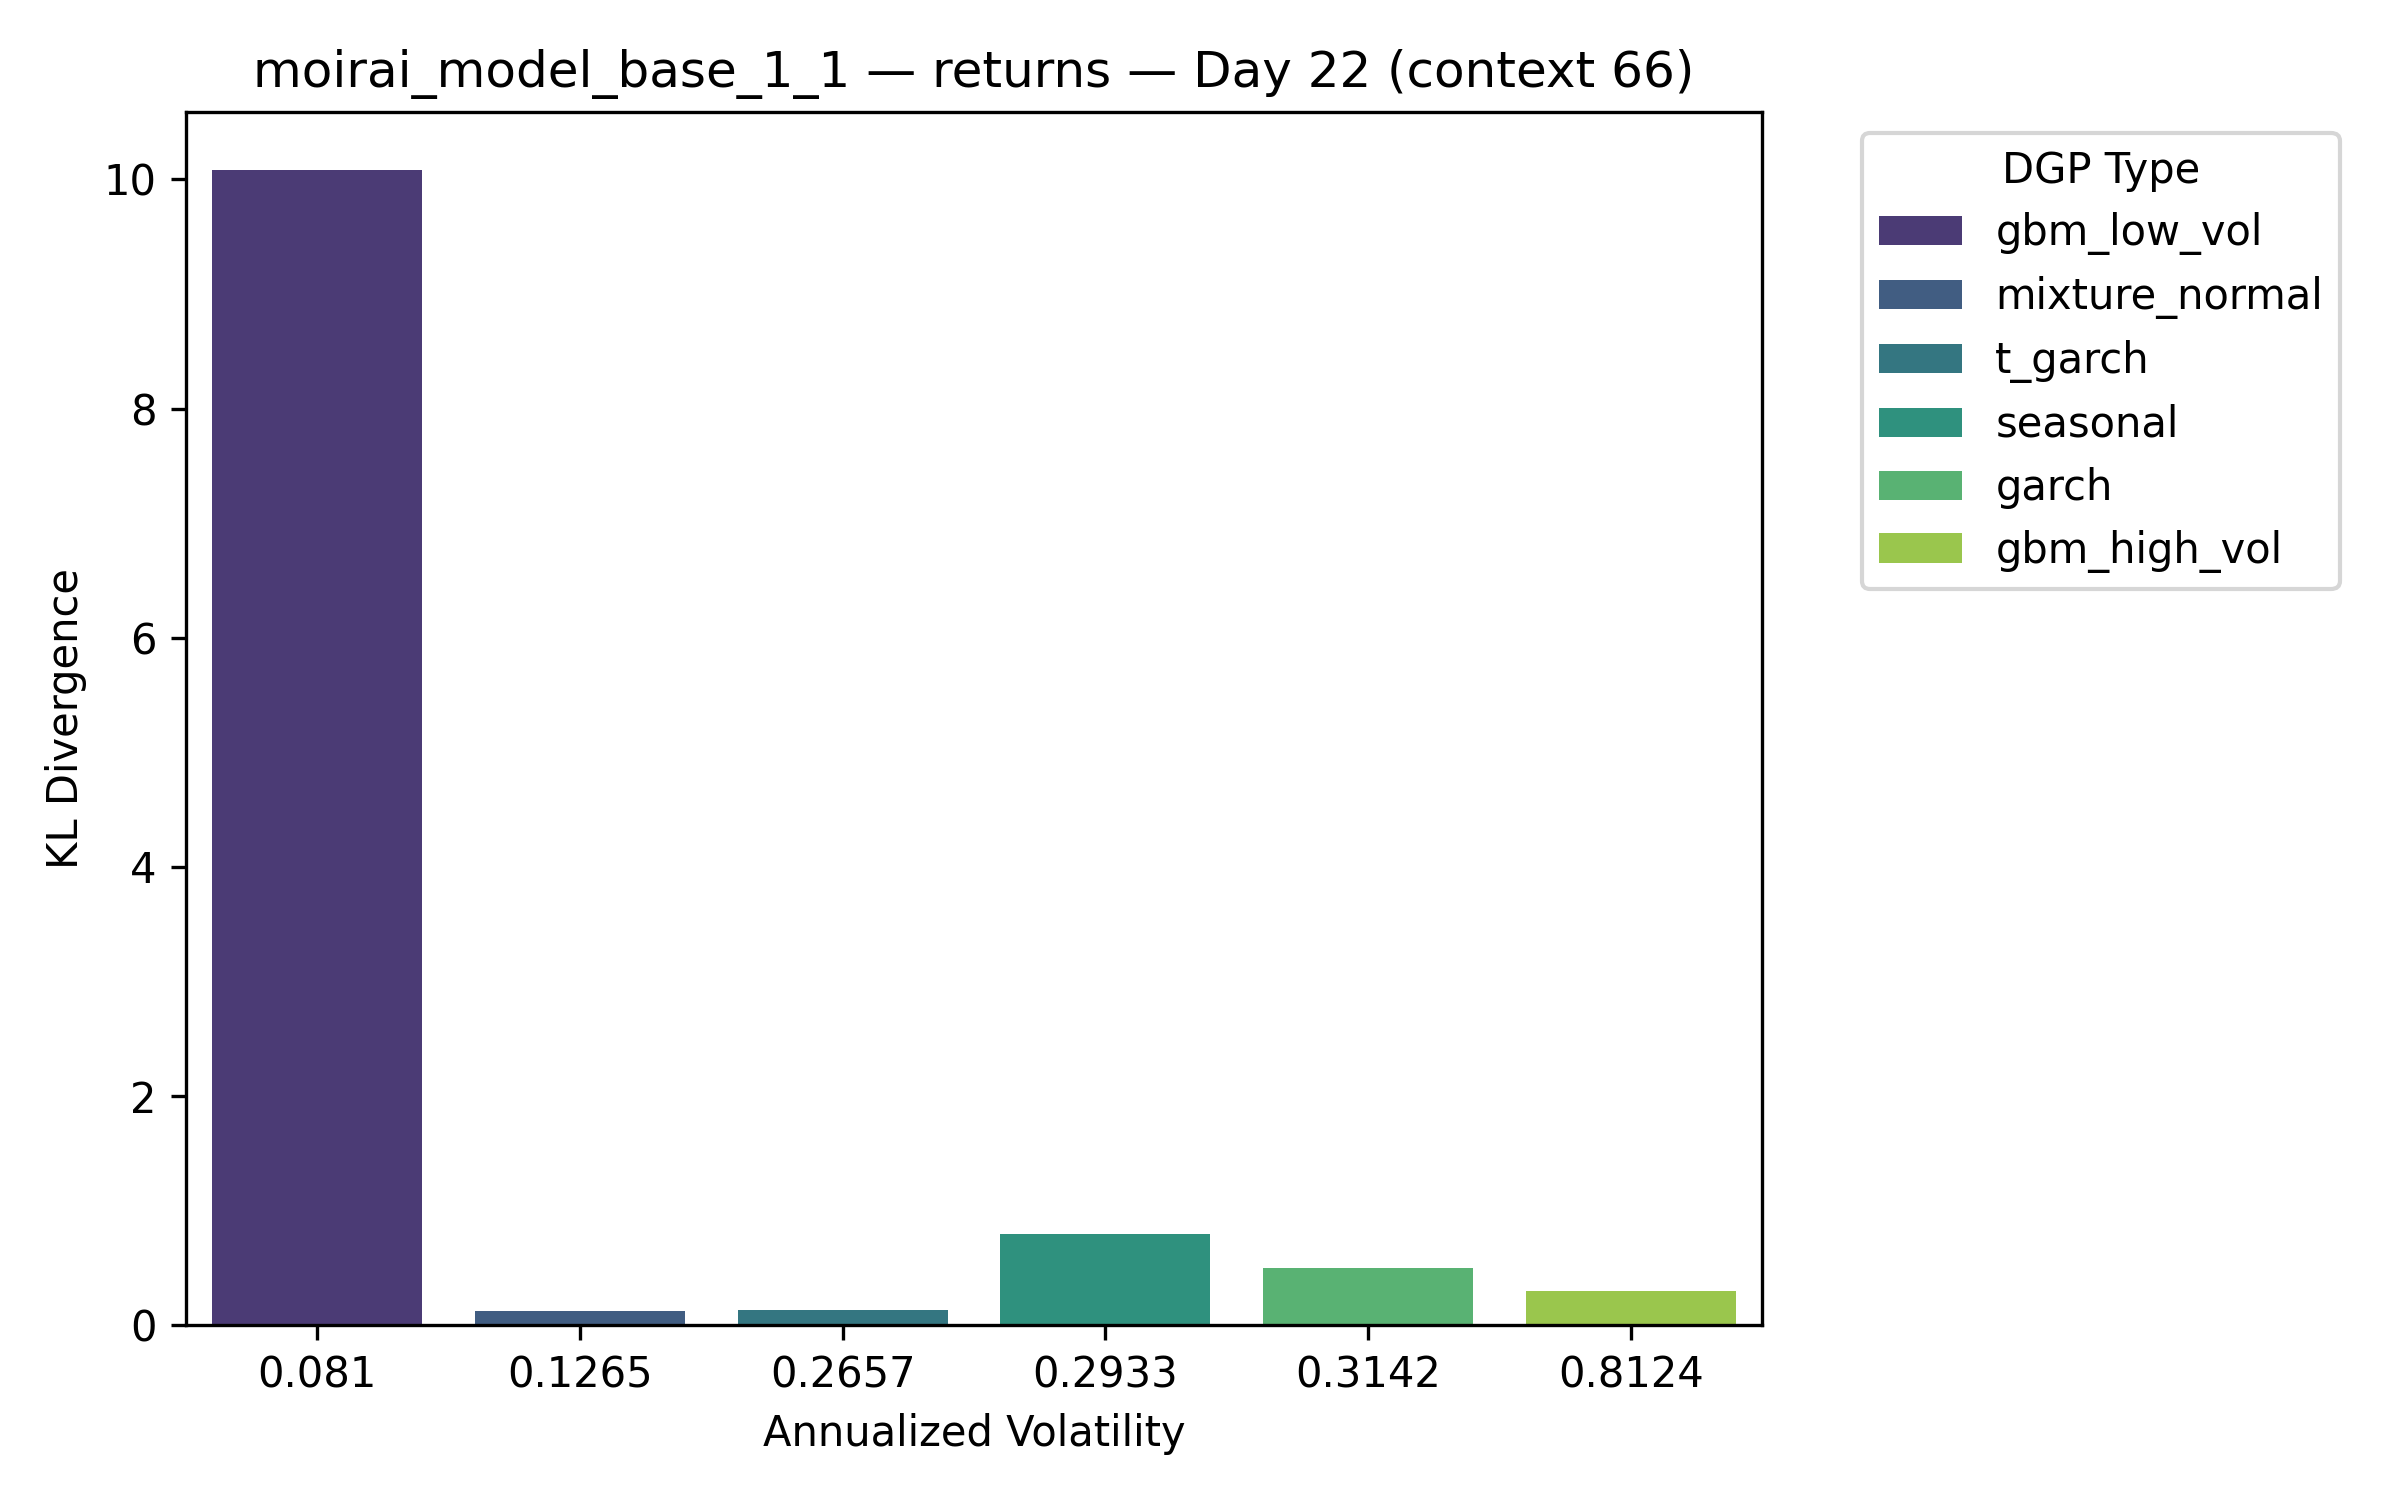 moirai_model_base_1_1 — returns — Day 22 (context 66)
DGP Type
gbm_low_vol
mixture_normal
t_garch
seasonal
garch
gbm_high_vol
KL Divergence
10
8
6
4
2
0
0.081 0.1265 0.2657 0.2933 0.3142 0.8124
Annualized Volatility